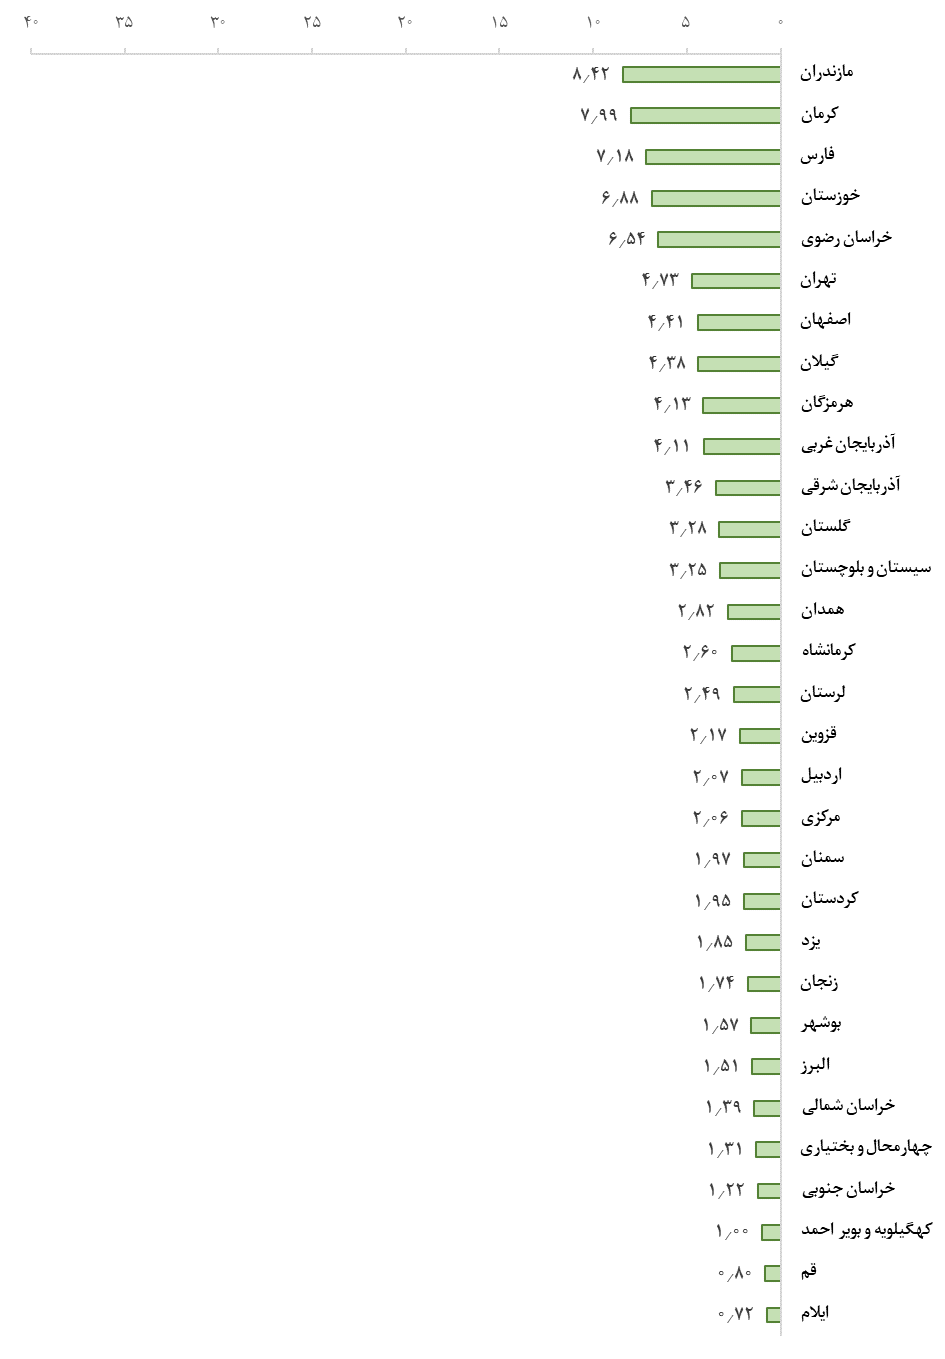 ۰ ۵ ۱۰ ۱۵ ۲۰ ۲۵ ۳۰ ۳۵ ۴۰
مازندران ۸٫۴۲
کرمان ۷٫۹۹
فارس ۷٫۱۸
خوزستان ۶٫۸۸
خراسان رضوی ۶٫۵۴
تهران ۴٫۷۳
اصفهان ۴٫۴۱
گیلان ۴٫۳۸
هرمزگان ۴٫۱۳
آذربایجان غربی ۴٫۱۱
آذربایجان شرقی ۳٫۴۶
گلستان ۳٫۲۸
سیستان و بلوچستان ۳٫۲۵
همدان ۲٫۸۲
کرمانشاه ۲٫۶۰
لرستان ۲٫۴۹
قزوین ۲٫۱۷
اردبیل ۲٫۰۷
مرکزی ۲٫۰۶
سمنان ۱٫۹۷
کردستان ۱٫۹۵
یزد ۱٫۸۵
زنجان ۱٫۷۴
بوشهر ۱٫۵۷
البرز ۱٫۵۱
خراسان شمالی ۱٫۳۹
چهارمحال و بختیاری ۱٫۳۱
خراسان جنوبی ۱٫۲۲
کهگیلویه و بویر احمد ۱٫۰۰
قم ۰٫۸۰
ایلام ۰٫۷۲